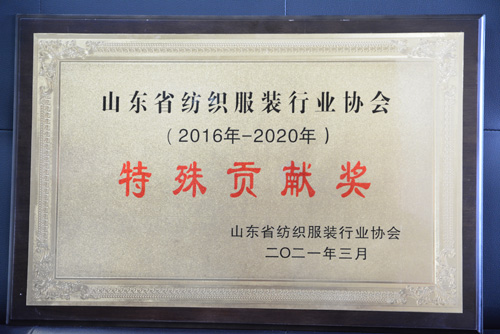 山东省纺织服装行业协会
（2016年-2020年）
特殊贡献奖
山东省纺织服装行业协会
二〇二一年三月